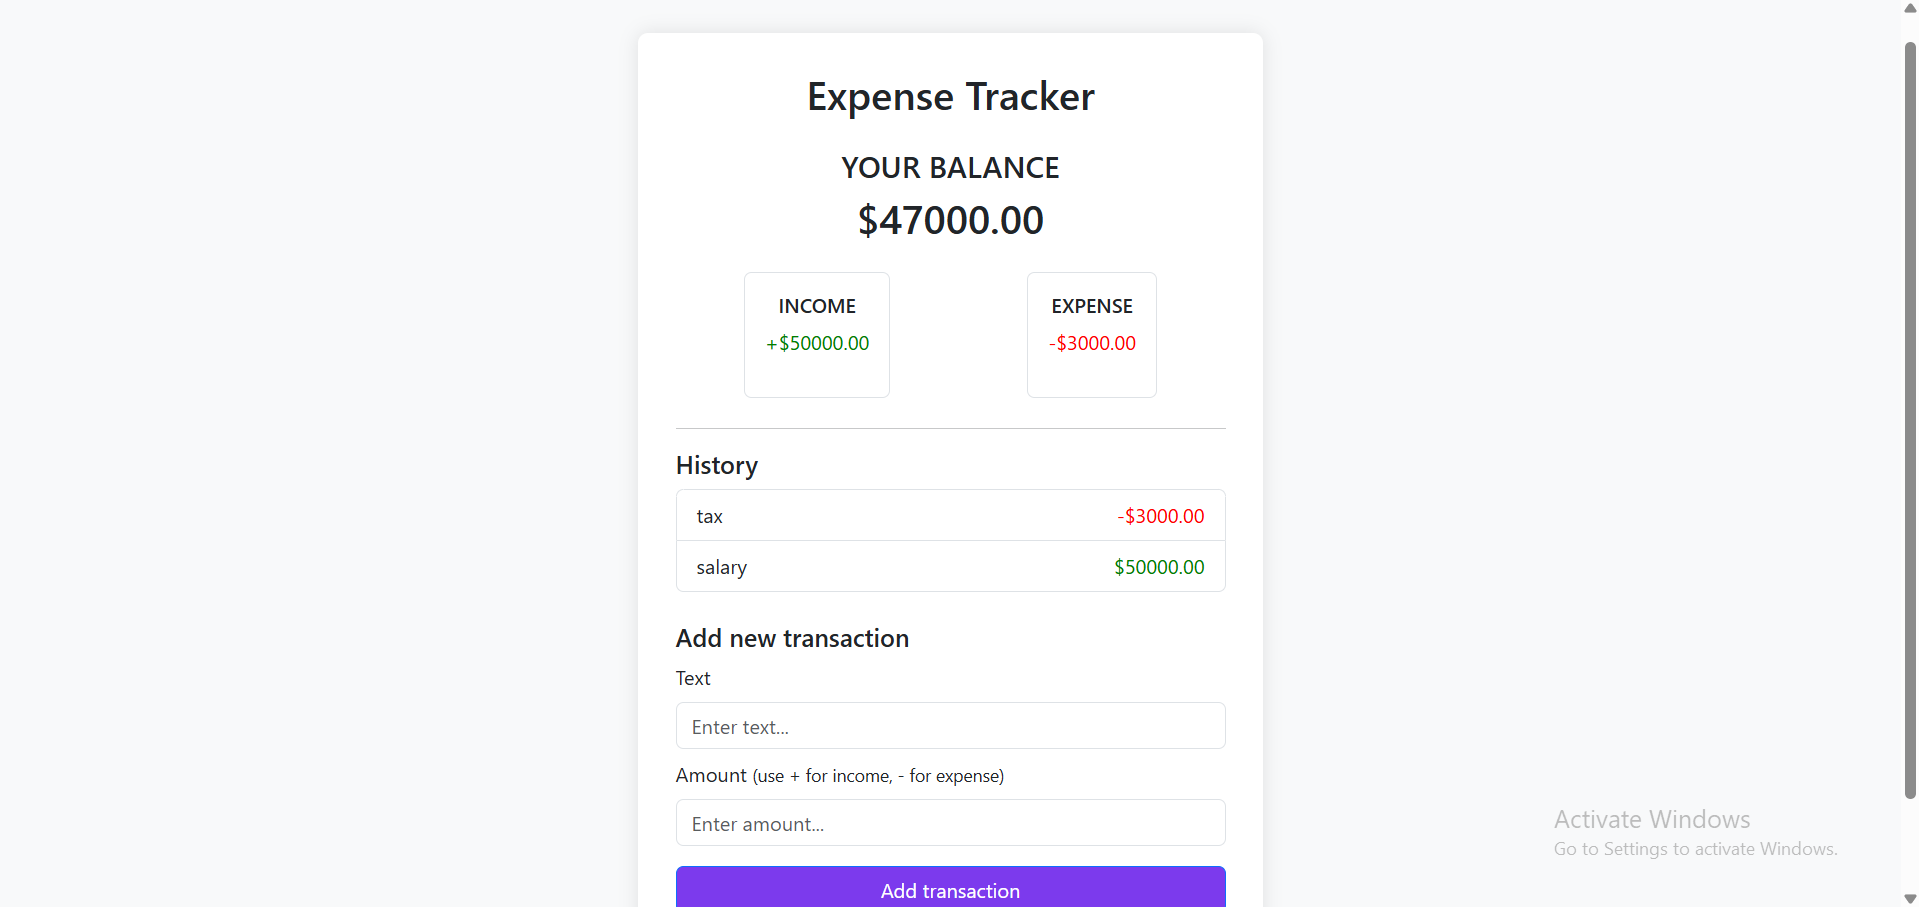 Expense Tracker
YOUR BALANCE
$47000.00
INCOME
+$50000.00
EXPENSE
-$3000.00
History
tax -$3000.00
salary $50000.00
Add new transaction
Text
Enter text...
Amount (use + for income, - for expense)
Enter amount...
Add transaction
Activate Windows
Go to Settings to activate Windows.